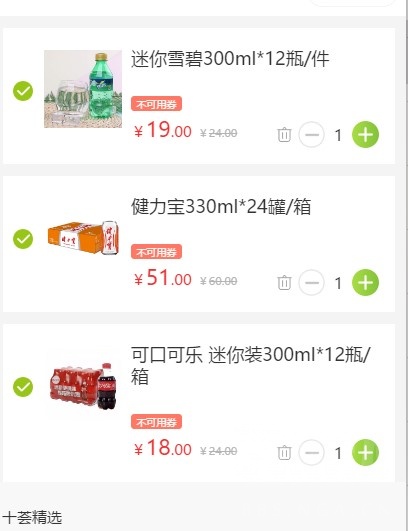 迷你雪碧300ml*12瓶/件
不可用券
￥19.00 ￥24.00
1
健力宝330ml*24罐/箱
不可用券
￥51.00 ￥60.00
1
可口可乐 迷你装300ml*12瓶/
箱
不可用券
￥18.00 ￥24.00
1
十荟精选